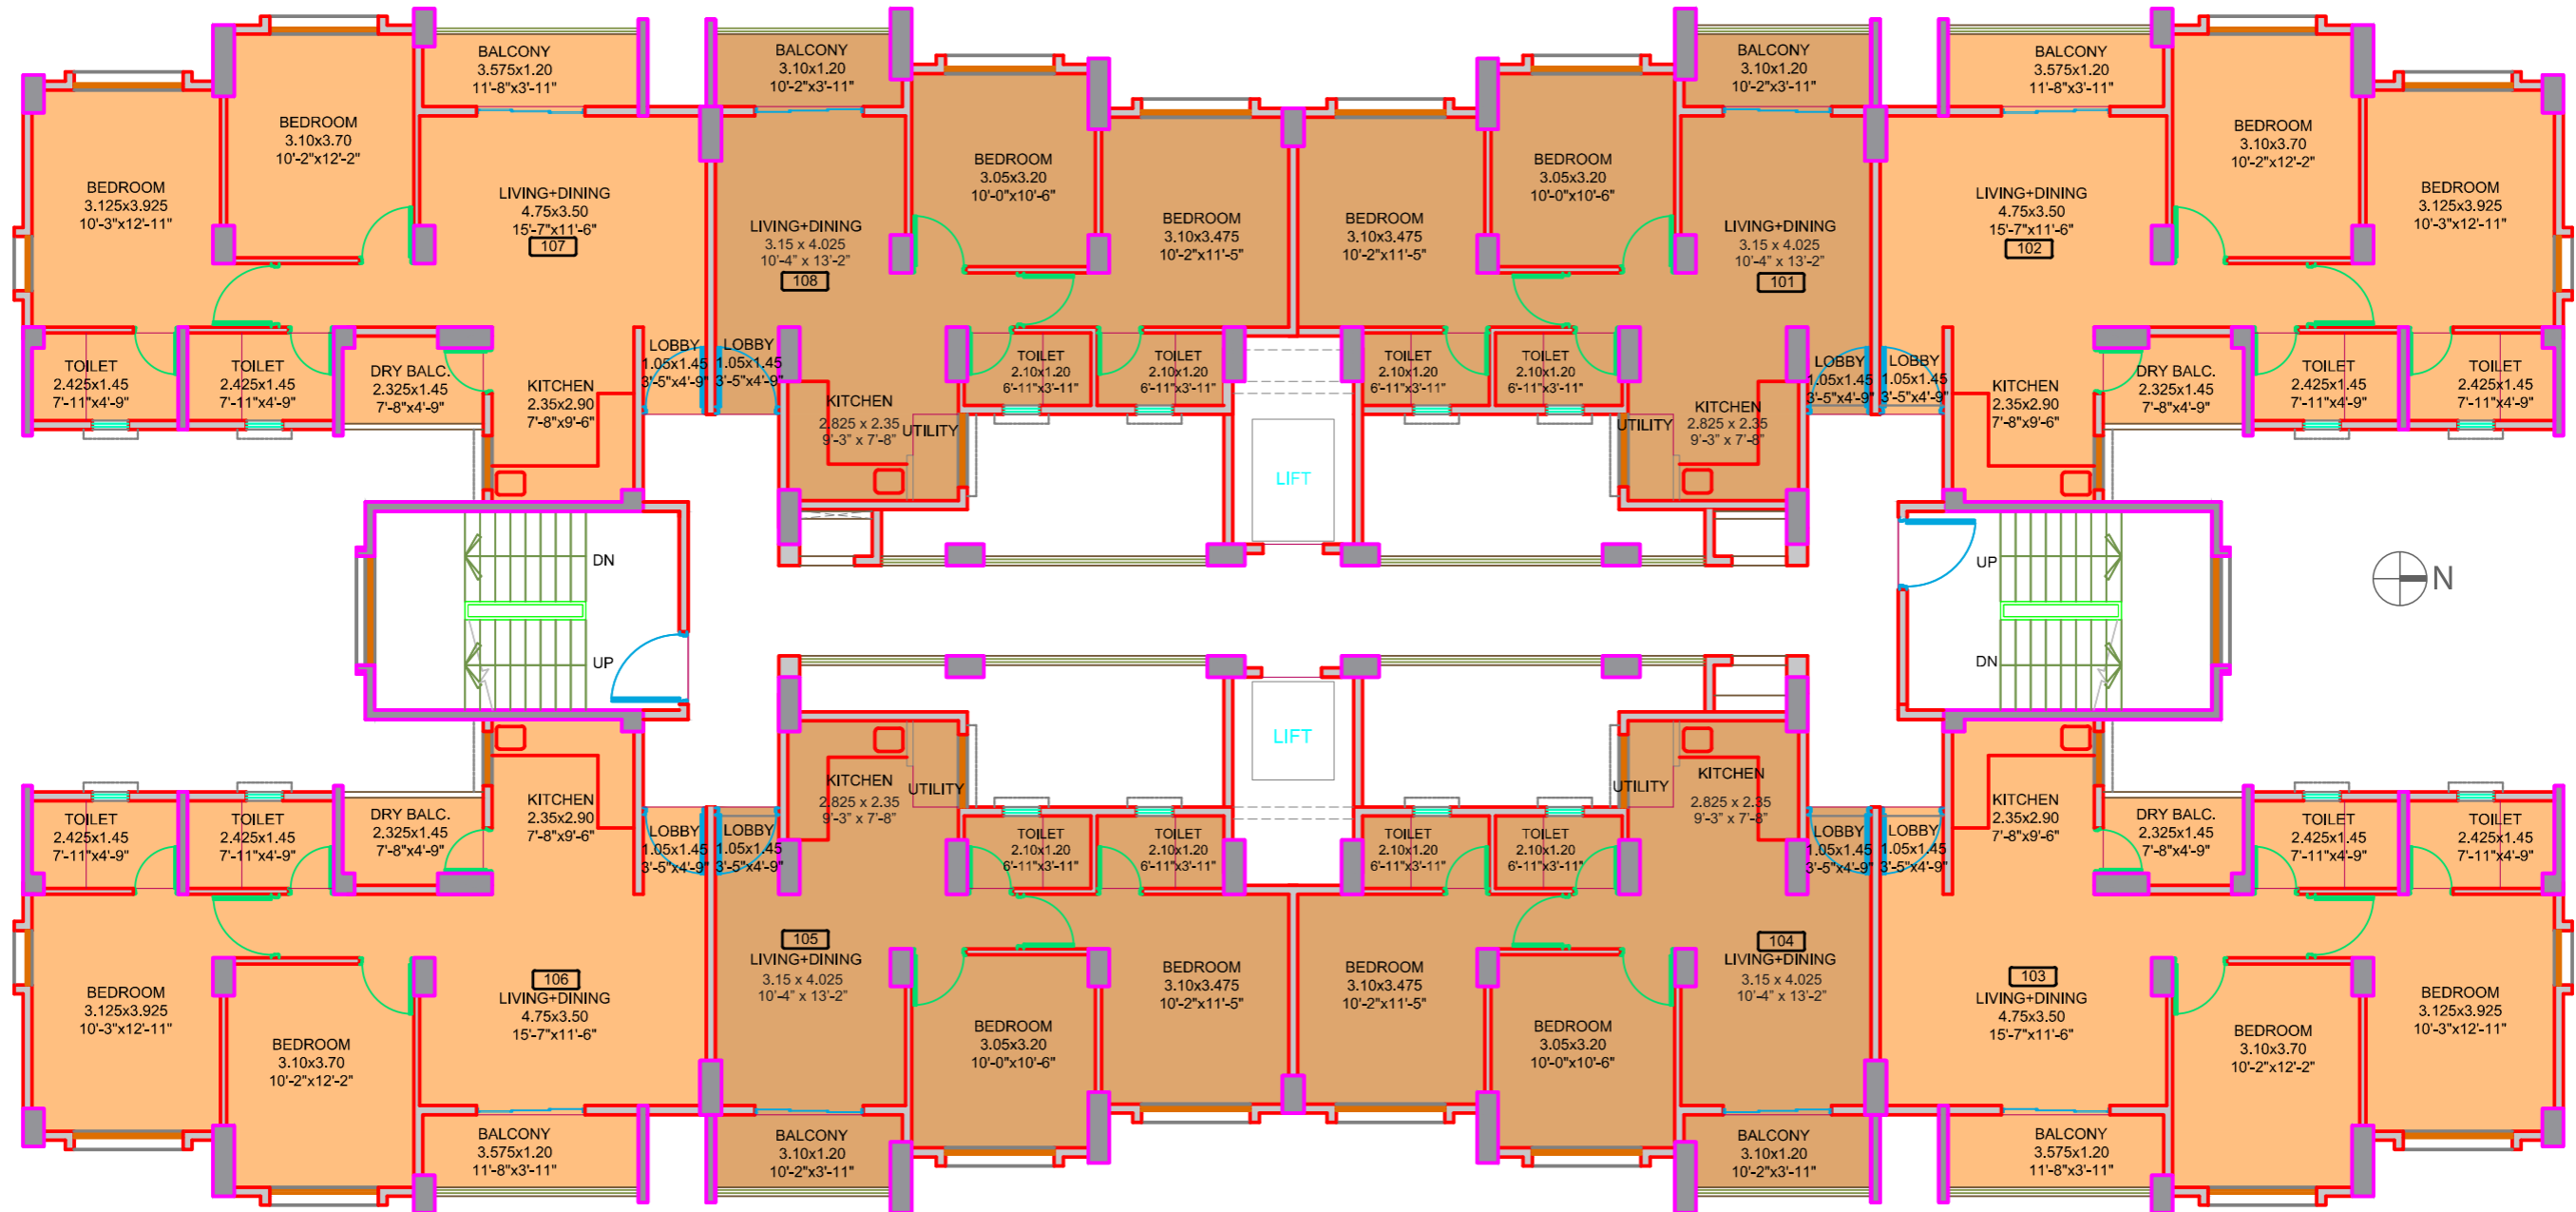 BALCONY
3.575x1.20
11'-8"x3'-11"
BALCONY
3.10x1.20
10'-2"x3'-11"
BALCONY
3.10x1.20
10'-2"x3'-11"
BALCONY
3.575x1.20
11'-8"x3'-11"
BEDROOM
3.125x3.925
10'-3"x12'-11"
BEDROOM
3.10x3.70
10'-2"x12'-2"
LIVING+DINING
4.75x3.50
15'-7"x11'-6"
107
LIVING+DINING
3.15 x 4.025
10'-4" x 13'-2"
108
BEDROOM
3.05x3.20
10'-0"x10'-6"
BEDROOM
3.10x3.475
10'-2"x11'-5"
BEDROOM
3.10x3.475
10'-2"x11'-5"
BEDROOM
3.05x3.20
10'-0"x10'-6"
LIVING+DINING
3.15 x 4.025
10'-4" x 13'-2"
101
LIVING+DINING
4.75x3.50
15'-7"x11'-6"
102
BEDROOM
3.10x3.70
10'-2"x12'-2"
BEDROOM
3.125x3.925
10'-3"x12'-11"
TOILET
2.425x1.45
7'-11"x4'-9"
TOILET
2.425x1.45
7'-11"x4'-9"
DRY BALC.
2.325x1.45
7'-8"x4'-9"
KITCHEN
2.35x2.90
7'-8"x9'-6"
LOBBY
1.05x1.45
3'-5"x4'-9"
LOBBY
1.05x1.45
3'-5"x4'-9"
KITCHEN
2.825 x 2.35
9'-3" x 7'-8"
UTILITY
TOILET
2.10x1.20
6'-11"x3'-11"
TOILET
2.10x1.20
6'-11"x3'-11"
LIFT
TOILET
2.10x1.20
6'-11"x3'-11"
TOILET
2.10x1.20
6'-11"x3'-11"
UTILITY
KITCHEN
2.825 x 2.35
9'-3" x 7'-8"
LOBBY
1.05x1.45
3'-5"x4'-9"
LOBBY
1.05x1.45
3'-5"x4'-9"
KITCHEN
2.35x2.90
7'-8"x9'-6"
DRY BALC.
2.325x1.45
7'-8"x4'-9"
TOILET
2.425x1.45
7'-11"x4'-9"
TOILET
2.425x1.45
7'-11"x4'-9"
DN
UP
UP
DN
N
TOILET
2.425x1.45
7'-11"x4'-9"
TOILET
2.425x1.45
7'-11"x4'-9"
DRY BALC.
2.325x1.45
7'-8"x4'-9"
KITCHEN
2.35x2.90
7'-8"x9'-6"
LOBBY
1.05x1.45
3'-5"x4'-9"
LOBBY
1.05x1.45
3'-5"x4'-9"
KITCHEN
2.825 x 2.35
9'-3" x 7'-8"
UTILITY
TOILET
2.10x1.20
6'-11"x3'-11"
TOILET
2.10x1.20
6'-11"x3'-11"
LIFT
TOILET
2.10x1.20
6'-11"x3'-11"
TOILET
2.10x1.20
6'-11"x3'-11"
UTILITY
KITCHEN
2.825 x 2.35
9'-3" x 7'-8"
LOBBY
1.05x1.45
3'-5"x4'-9"
LOBBY
1.05x1.45
3'-5"x4'-9"
KITCHEN
2.35x2.90
7'-8"x9'-6"
DRY BALC.
2.325x1.45
7'-8"x4'-9"
TOILET
2.425x1.45
7'-11"x4'-9"
TOILET
2.425x1.45
7'-11"x4'-9"
BEDROOM
3.125x3.925
10'-3"x12'-11"
BEDROOM
3.10x3.70
10'-2"x12'-2"
106
LIVING+DINING
4.75x3.50
15'-7"x11'-6"
105
LIVING+DINING
3.15 x 4.025
10'-4" x 13'-2"
BEDROOM
3.05x3.20
10'-0"x10'-6"
BEDROOM
3.10x3.475
10'-2"x11'-5"
BEDROOM
3.10x3.475
10'-2"x11'-5"
BEDROOM
3.05x3.20
10'-0"x10'-6"
104
LIVING+DINING
3.15 x 4.025
10'-4" x 13'-2"
103
LIVING+DINING
4.75x3.50
15'-7"x11'-6"
BEDROOM
3.10x3.70
10'-2"x12'-2"
BEDROOM
3.125x3.925
10'-3"x12'-11"
BALCONY
3.575x1.20
11'-8"x3'-11"
BALCONY
3.10x1.20
10'-2"x3'-11"
BALCONY
3.10x1.20
10'-2"x3'-11"
BALCONY
3.575x1.20
11'-8"x3'-11"